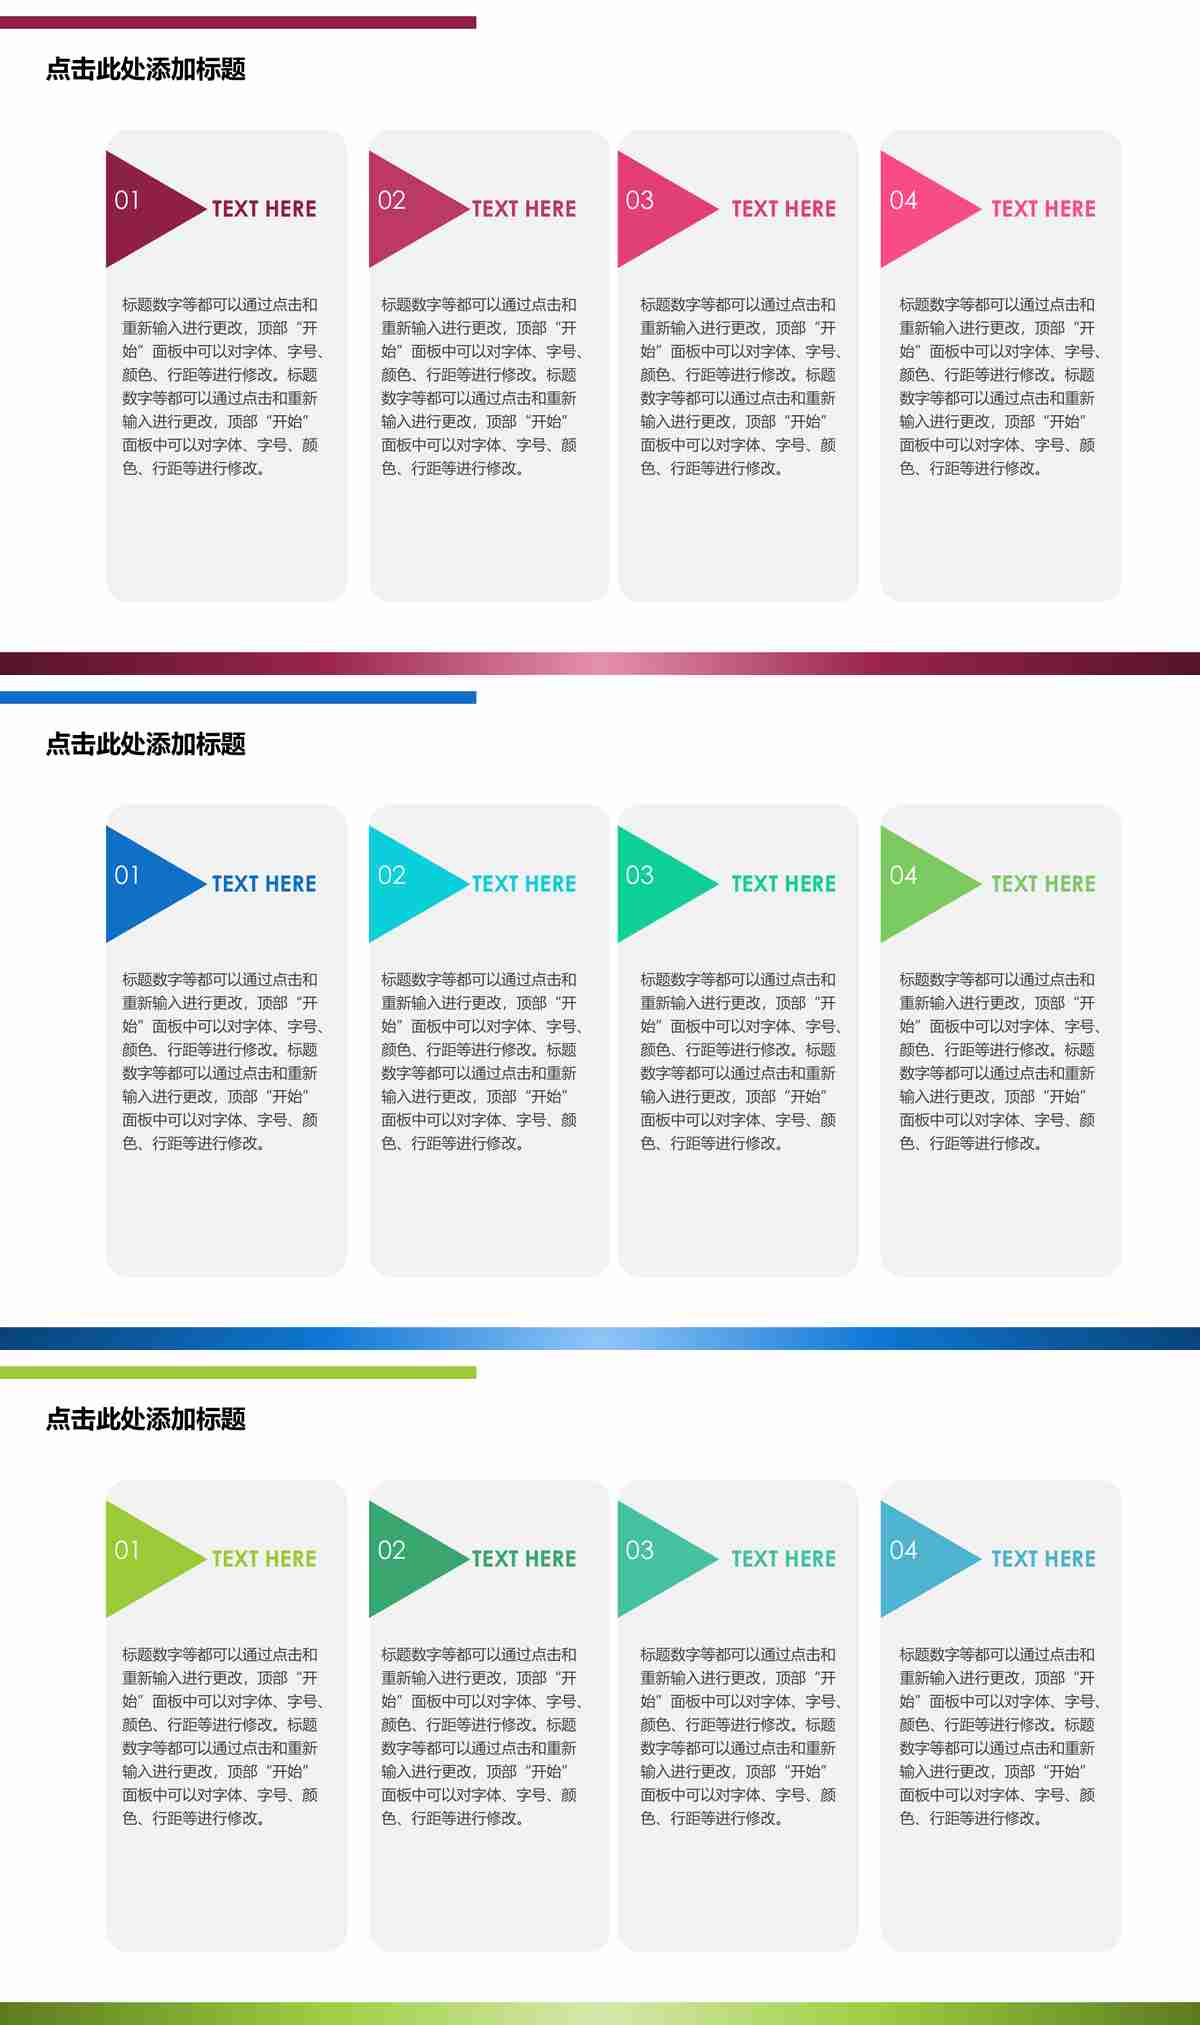 点击此处添加标题
01
TEXT HERE
标题数字等都可以通过点击和
重新输入进行更改，顶部“开
始”面板中可以对字体、字号、
颜色、行距等进行修改。标题
数字等都可以通过点击和重新
输入进行更改，顶部“开始”
面板中可以对字体、字号、颜
色、行距等进行修改。
02
TEXT HERE
标题数字等都可以通过点击和
重新输入进行更改，顶部“开
始”面板中可以对字体、字号、
颜色、行距等进行修改。标题
数字等都可以通过点击和重新
输入进行更改，顶部“开始”
面板中可以对字体、字号、颜
色、行距等进行修改。
03
TEXT HERE
标题数字等都可以通过点击和
重新输入进行更改，顶部“开
始”面板中可以对字体、字号、
颜色、行距等进行修改。标题
数字等都可以通过点击和重新
输入进行更改，顶部“开始”
面板中可以对字体、字号、颜
色、行距等进行修改。
04
TEXT HERE
标题数字等都可以通过点击和
重新输入进行更改，顶部“开
始”面板中可以对字体、字号、
颜色、行距等进行修改。标题
数字等都可以通过点击和重新
输入进行更改，顶部“开始”
面板中可以对字体、字号、颜
色、行距等进行修改。
点击此处添加标题
01
TEXT HERE
标题数字等都可以通过点击和
重新输入进行更改，顶部“开
始”面板中可以对字体、字号、
颜色、行距等进行修改。标题
数字等都可以通过点击和重新
输入进行更改，顶部“开始”
面板中可以对字体、字号、颜
色、行距等进行修改。
02
TEXT HERE
标题数字等都可以通过点击和
重新输入进行更改，顶部“开
始”面板中可以对字体、字号、
颜色、行距等进行修改。标题
数字等都可以通过点击和重新
输入进行更改，顶部“开始”
面板中可以对字体、字号、颜
色、行距等进行修改。
03
TEXT HERE
标题数字等都可以通过点击和
重新输入进行更改，顶部“开
始”面板中可以对字体、字号、
颜色、行距等进行修改。标题
数字等都可以通过点击和重新
输入进行更改，顶部“开始”
面板中可以对字体、字号、颜
色、行距等进行修改。
04
TEXT HERE
标题数字等都可以通过点击和
重新输入进行更改，顶部“开
始”面板中可以对字体、字号、
颜色、行距等进行修改。标题
数字等都可以通过点击和重新
输入进行更改，顶部“开始”
面板中可以对字体、字号、颜
色、行距等进行修改。
点击此处添加标题
01
TEXT HERE
标题数字等都可以通过点击和
重新输入进行更改，顶部“开
始”面板中可以对字体、字号、
颜色、行距等进行修改。标题
数字等都可以通过点击和重新
输入进行更改，顶部“开始”
面板中可以对字体、字号、颜
色、行距等进行修改。
02
TEXT HERE
标题数字等都可以通过点击和
重新输入进行更改，顶部“开
始”面板中可以对字体、字号、
颜色、行距等进行修改。标题
数字等都可以通过点击和重新
输入进行更改，顶部“开始”
面板中可以对字体、字号、颜
色、行距等进行修改。
03
TEXT HERE
标题数字等都可以通过点击和
重新输入进行更改，顶部“开
始”面板中可以对字体、字号、
颜色、行距等进行修改。标题
数字等都可以通过点击和重新
输入进行更改，顶部“开始”
面板中可以对字体、字号、颜
色、行距等进行修改。
04
TEXT HERE
标题数字等都可以通过点击和
重新输入进行更改，顶部“开
始”面板中可以对字体、字号、
颜色、行距等进行修改。标题
数字等都可以通过点击和重新
输入进行更改，顶部“开始”
面板中可以对字体、字号、颜
色、行距等进行修改。